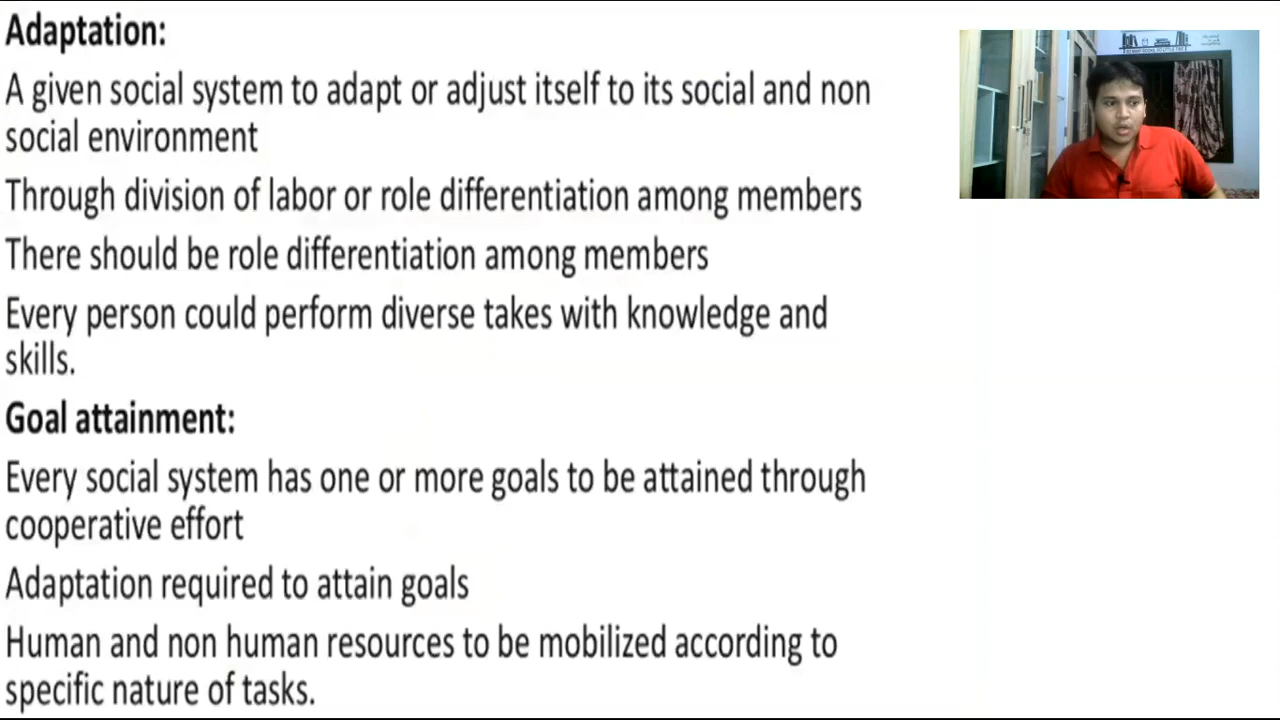 Adaptation:
A given social system to adapt or adjust itself to its social and non
social environment
Through division of labor or role differentiation among members
There should be role differentiation among members
Every person could perform diverse takes with knowledge and
skills.
Goal attainment:
Every social system has one or more goals to be attained through
cooperative effort
Adaptation required to attain goals
Human and non human resources to be mobilized according to
specific nature of tasks.